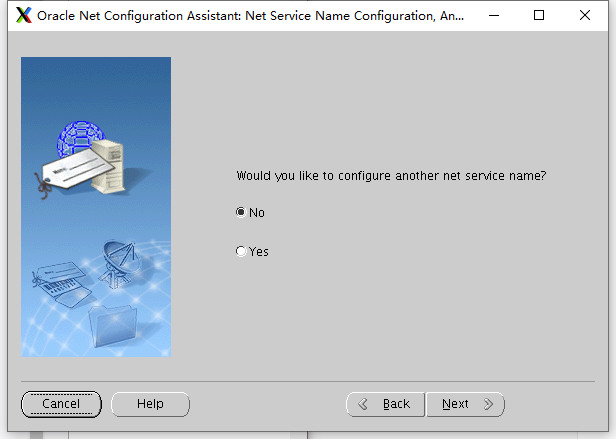 Oracle Net Configuration Assistant: Net Service Name Configuration, An...
Would you like to configure another net service name?
No
Yes
Cancel
Help
Back
Next